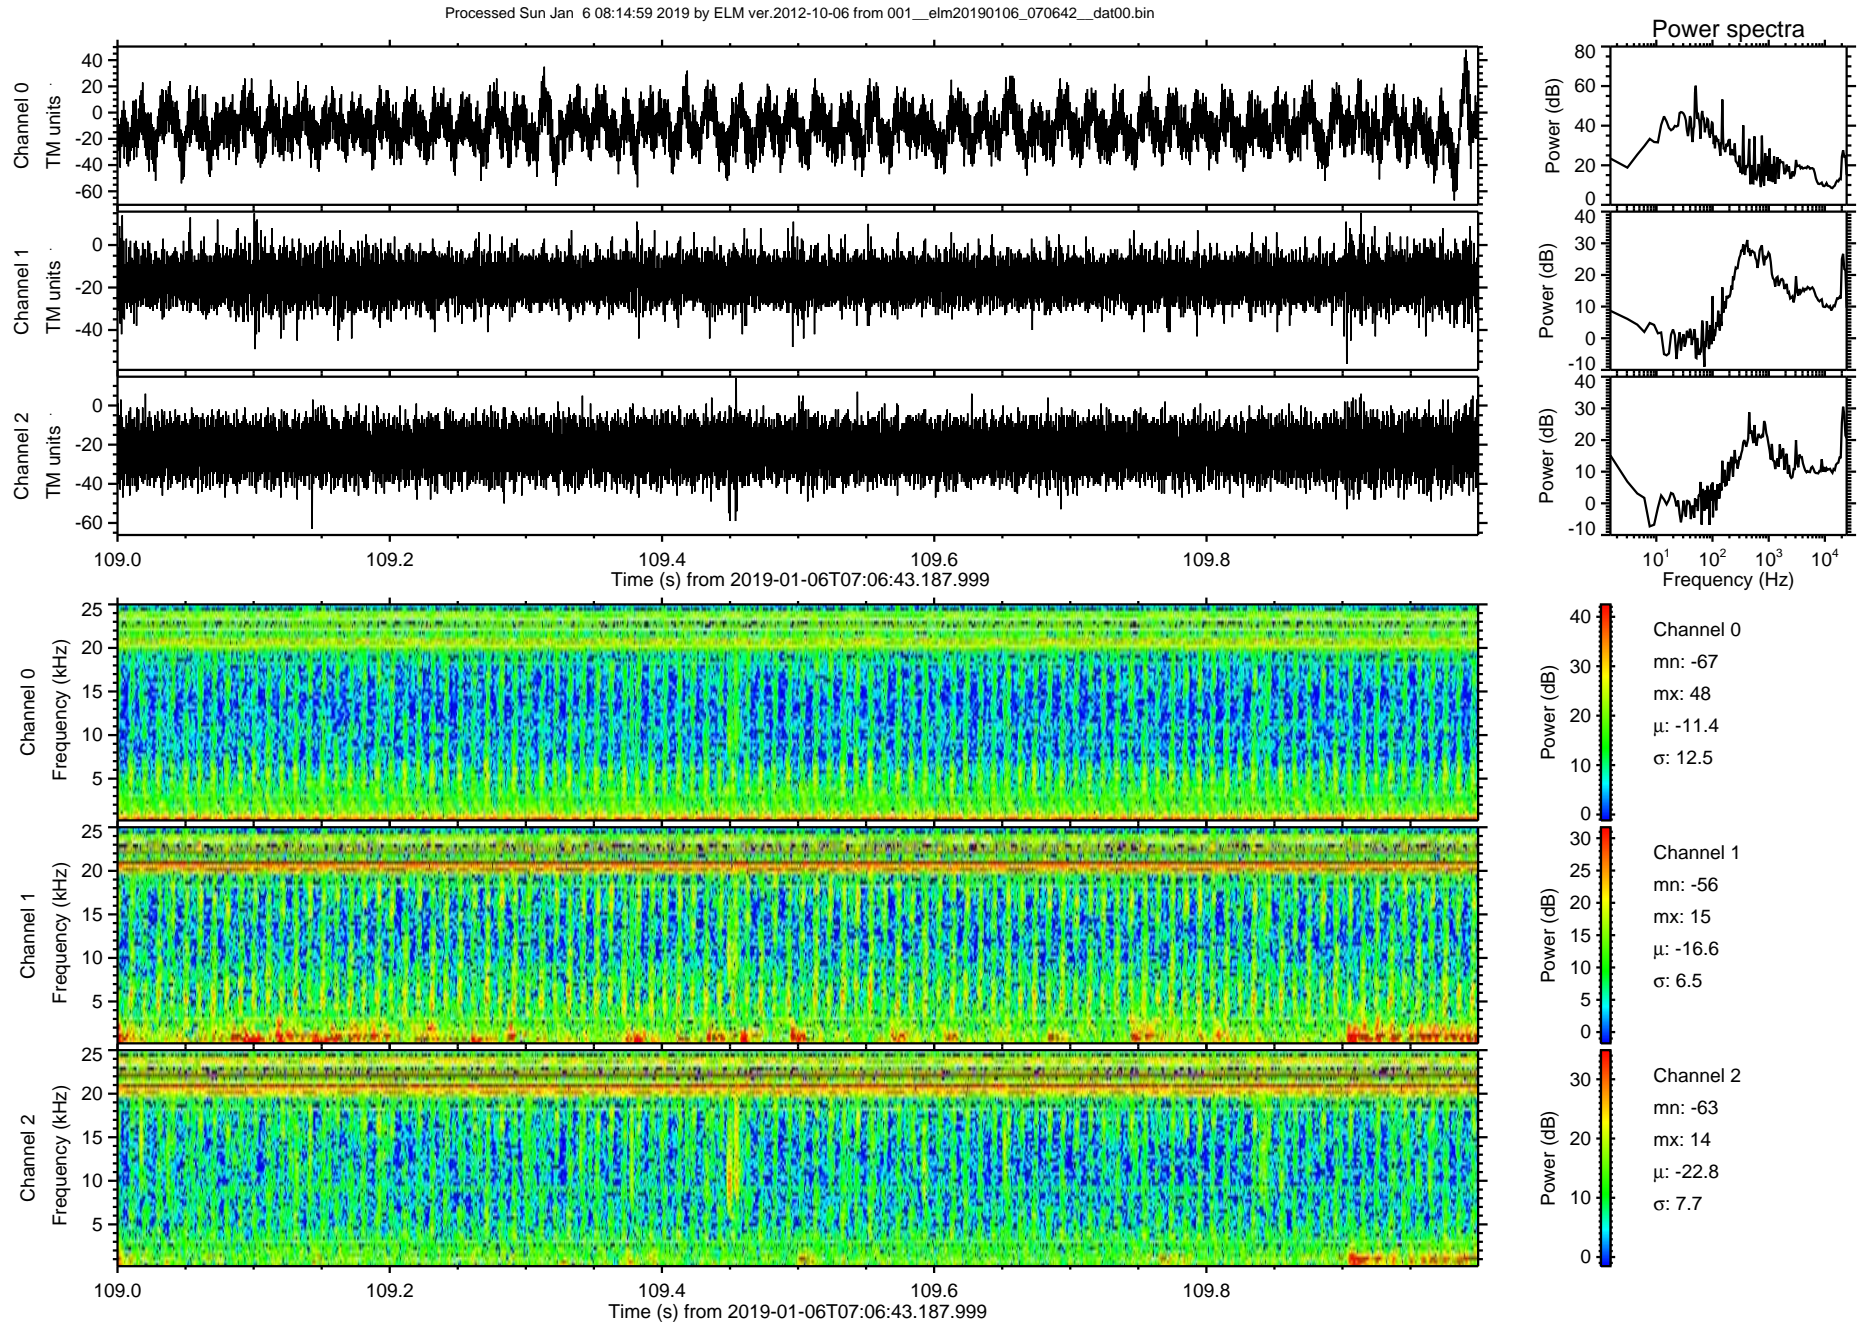 Processed Sun Jan  6 08:14:59 2019 by ELM ver.2012-10-06 from 001__elm20190106_070642__dat00.bin
Power spectra
Channel 0
TM units
40
20
0
-20
-40
-60
Power (dB)
80
60
40
20
0
Channel 1
TM units
0
-20
-40
Power (dB)
40
30
20
10
0
-10
Channel 2
TM units
0
-20
-40
-60
Power (dB)
40
30
20
10
0
-10
109.0 109.2 109.4 109.6 109.8
Time (s) from 2019-01-06T07:06:43.187.999
10^1 10^2 10^3 10^4
Frequency (Hz)
Channel 0
Frequency (kHz)
25
20
15
10
5
Power (dB)
40
30
20
10
0
Channel 0
mn: -67
mx: 48
μ: -11.4
σ: 12.5
Channel 1
Frequency (kHz)
25
20
15
10
5
Power (dB)
30
25
20
15
10
5
0
Channel 1
mn: -56
mx: 15
μ: -16.6
σ: 6.5
Channel 2
Frequency (kHz)
25
20
15
10
5
Power (dB)
30
20
10
0
Channel 2
mn: -63
mx: 14
μ: -22.8
σ: 7.7
109.0 109.2 109.4 109.6 109.8
Time (s) from 2019-01-06T07:06:43.187.999